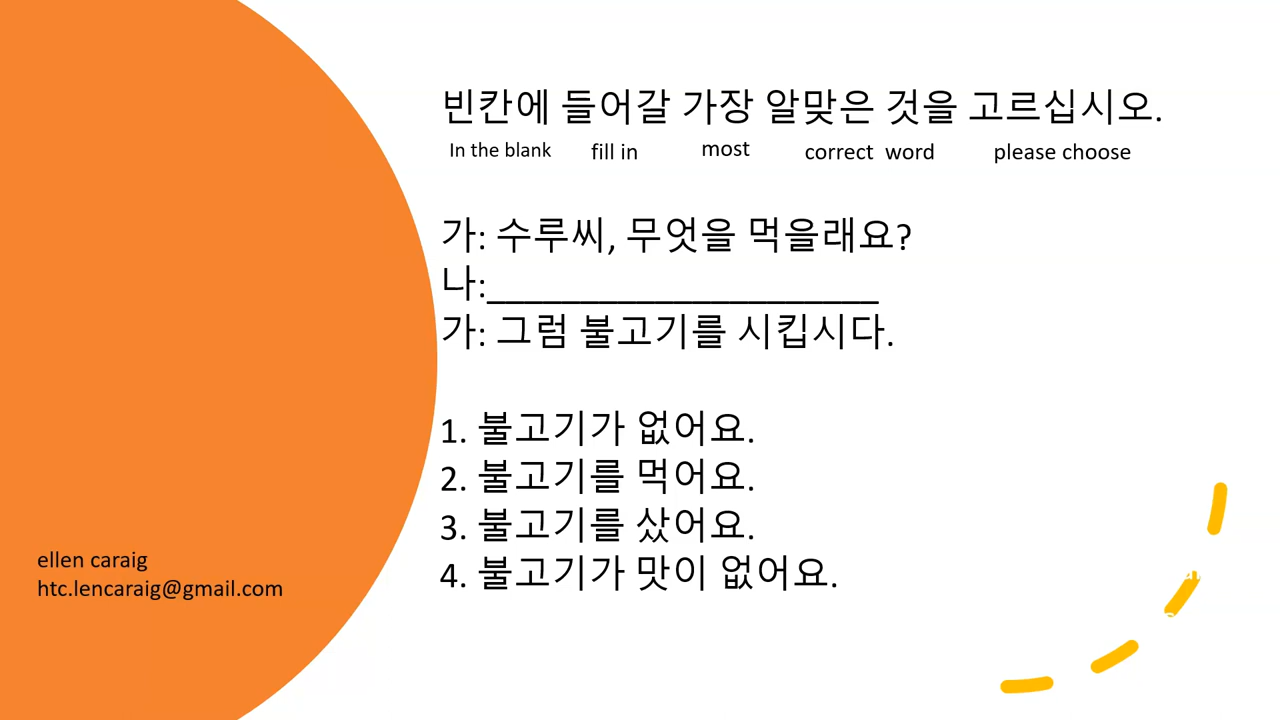 빈칸에 들어갈 가장 알맞은 것을 고르십시오.
In the blank fill in most correct word please choose
가: 수루씨, 무엇을 먹을래요?
나:______________________
가: 그럼 불고기를 시킵시다.
1. 불고기가 없어요.
2. 불고기를 먹어요.
3. 불고기를 샀어요.
4. 불고기가 맛이 없어요.
ellen caraig
htc.lencaraig@gmail.com